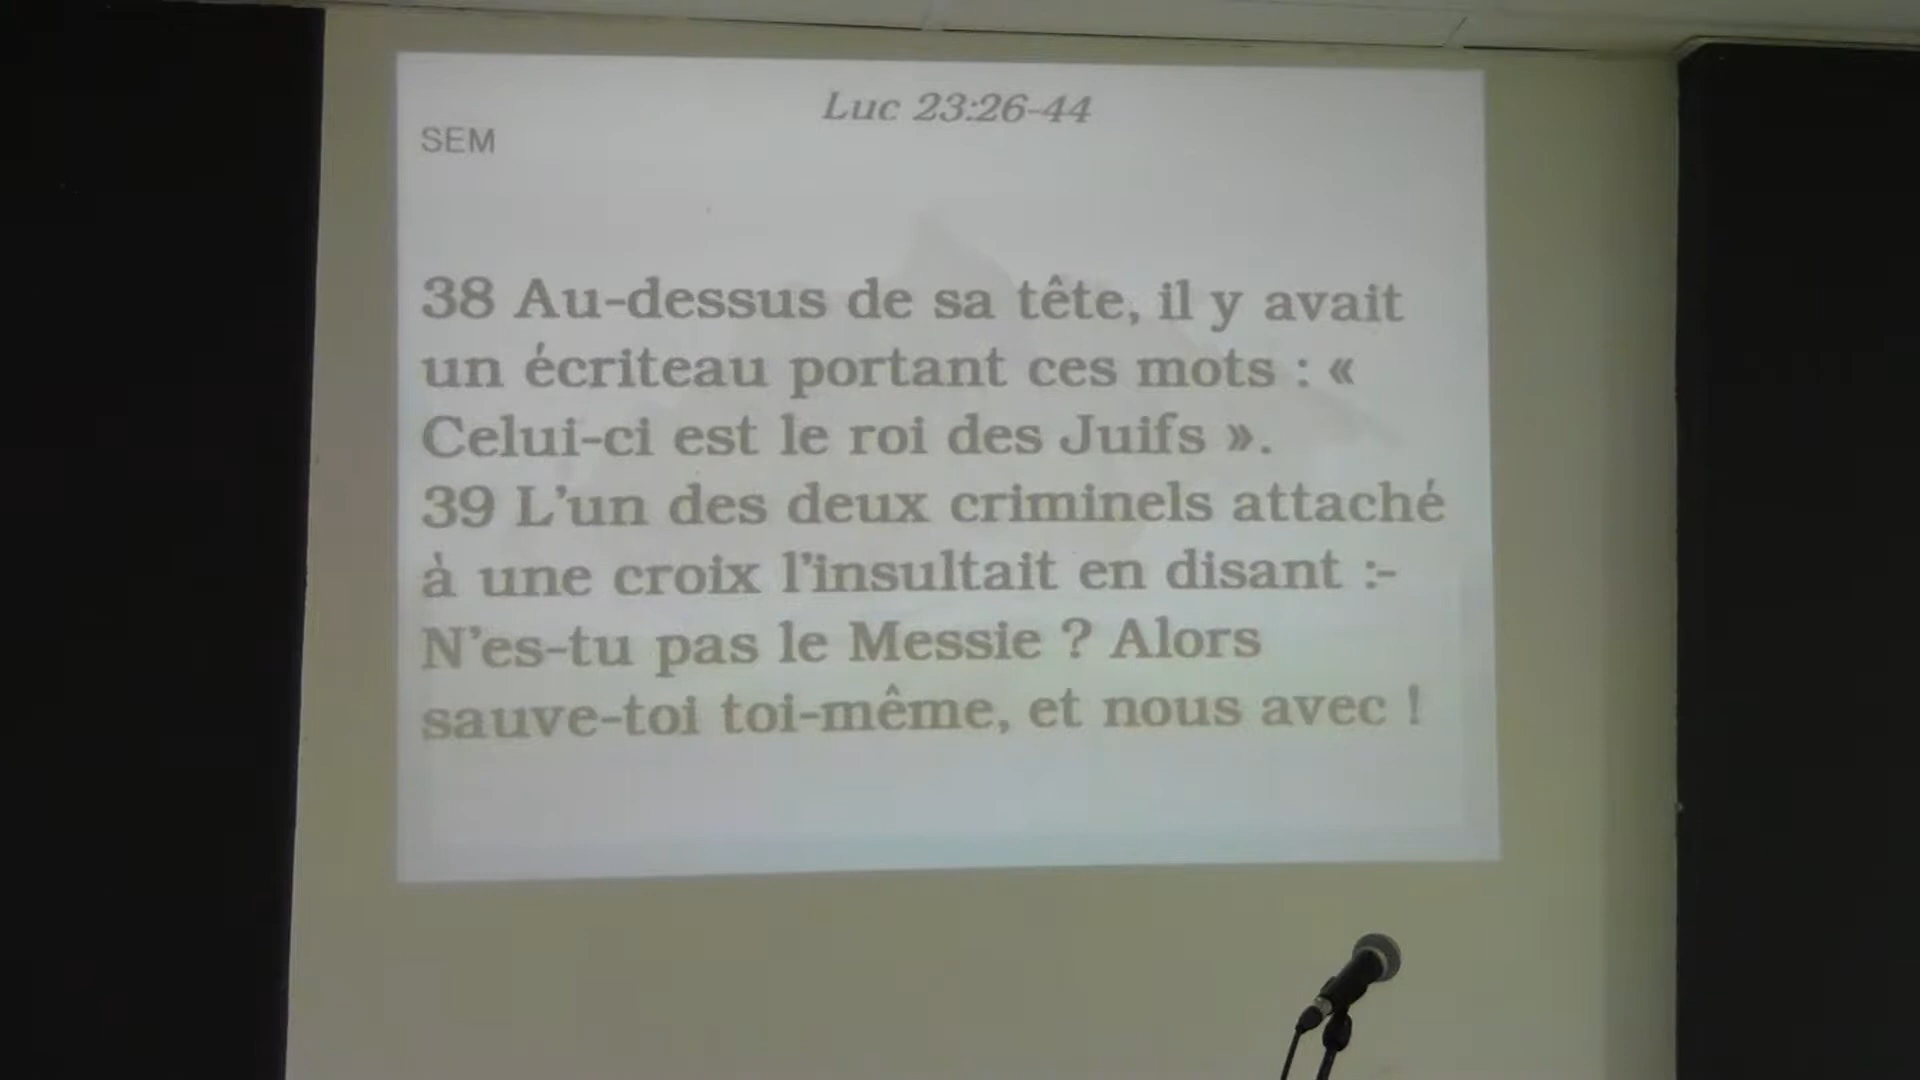 Luc 23:26-44
SEM
38 Au-dessus de sa tête, il y avait
un écriteau portant ces mots : «
Celui-ci est le roi des Juifs ».
39 L’un des deux criminels attaché
à une croix l'insultait en disant :-
N’es-tu pas le Messie ? Alors
sauve-toi toi-même, et nous avec !